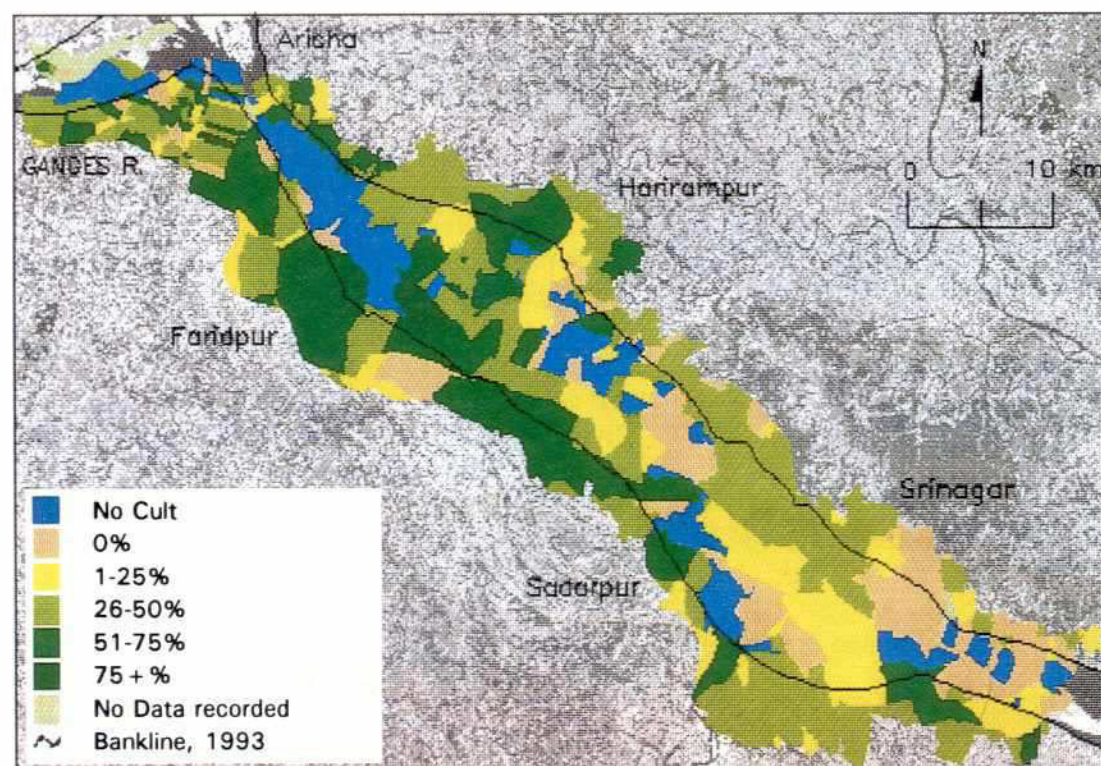 Aricha
N
GANGES R.
Harirampur
0 10 km
Faridpur
Srinagar
Sadarpur
No Cult
0%
1-25%
26-50%
51-75%
75 + %
No Data recorded
Bankline, 1993